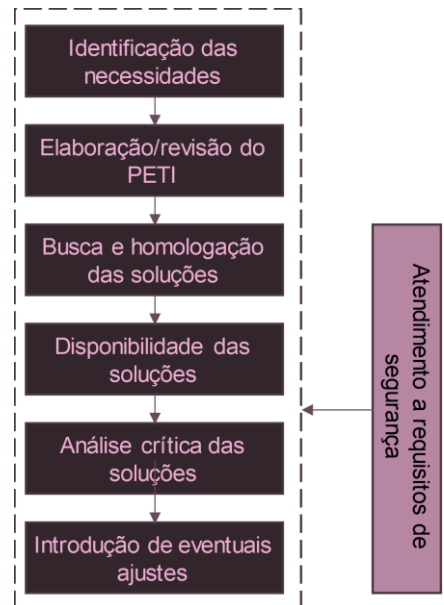 Identificação das
necessidades
Elaboração/revisão do
PETI
Busca e homologação
das soluções
Disponibilidade das
soluções
Análise crítica das
soluções
Introdução de eventuais
ajustes
Atendimento a requisitos de
segurança